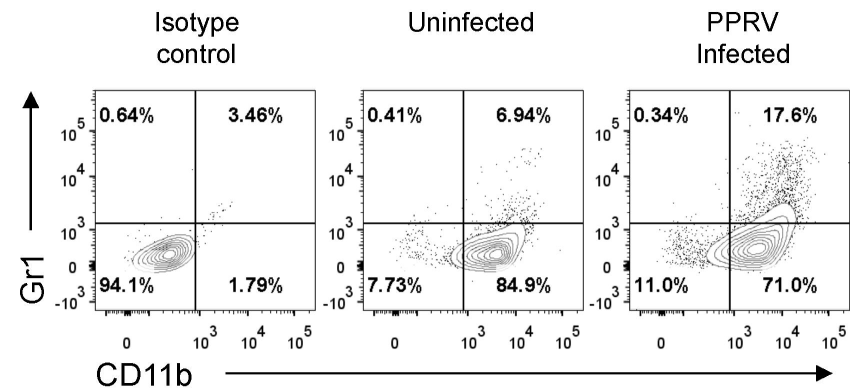 Isotype
control
Uninfected
PPRV
Infected
0.64% 3.46%
0.41% 6.94%
0.34% 17.6%
10^5
10^4
10^3
0
-10^3
10^5
10^4
10^3
0
-10^3
10^5
10^4
10^3
0
-10^3
94.1% 1.79%
7.73% 84.9%
11.0% 71.0%
0 10^3 10^4 10^5
0 10^3 10^4 10^5
0 10^3 10^4 10^5
Gr1
CD11b